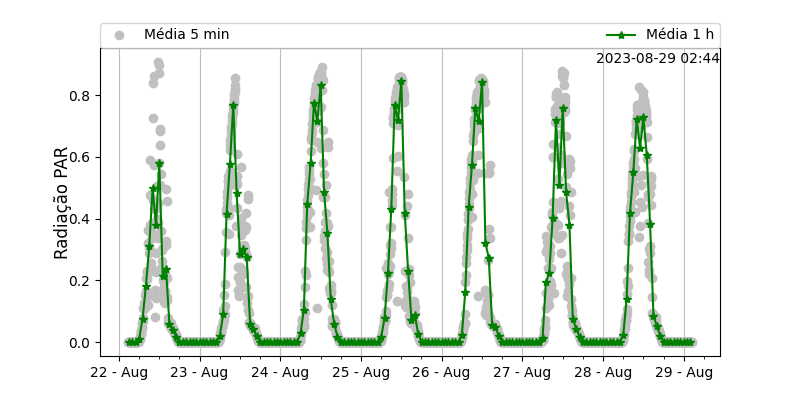 Média 5 min
Média 1 h
2023-08-29 02:44
Radiação PAR
0.8
0.6
0.4
0.2
0.0
22 - Aug
23 - Aug
24 - Aug
25 - Aug
26 - Aug
27 - Aug
28 - Aug
29 - Aug